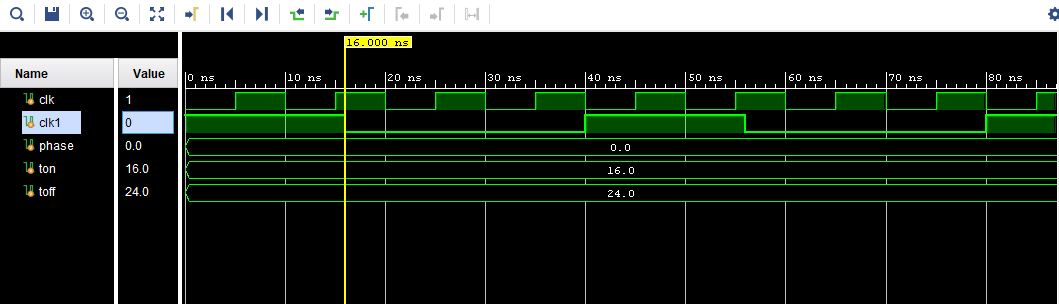 16.000 ns
Name Value 0 ns 10 ns 20 ns 30 ns 40 ns 50 ns 60 ns 70 ns 80 ns
clk 1
clk1 0
phase 0.0 0.0
ton 16.0 16.0
toff 24.0 24.0